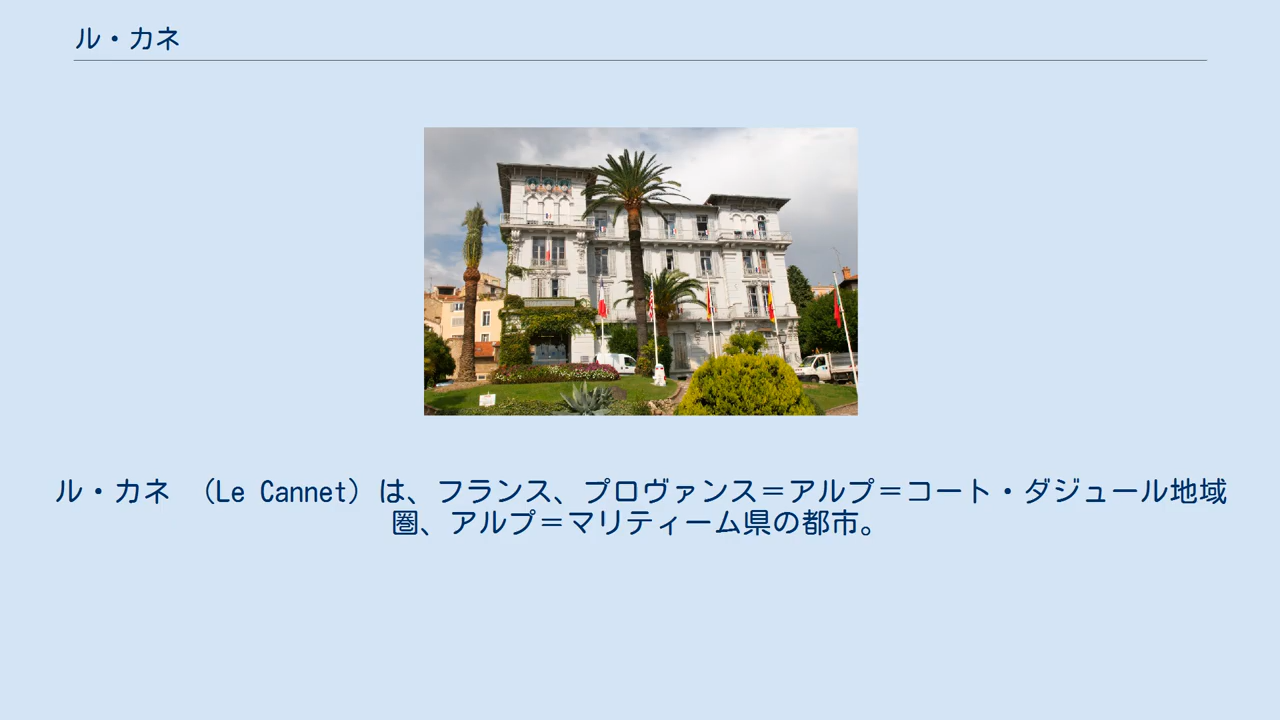 ル・カネ
ル・カネ （Le Cannet）は、フランス、プロヴァンス＝アルプ＝コート・ダジュール地域
圏、アルプ＝マリティーム県の都市。